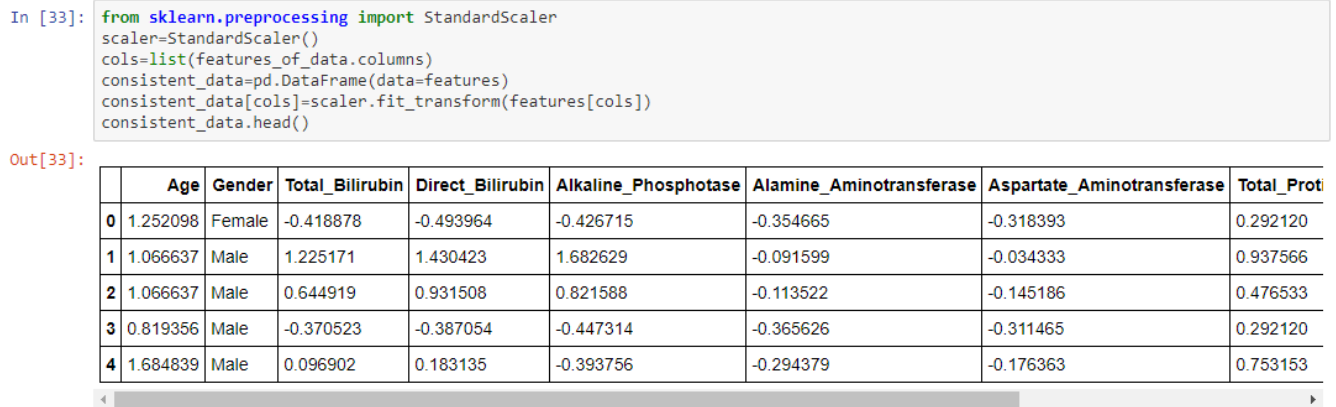 In [33]: from sklearn.preprocessing import StandardScaler
scaler=StandardScaler()
cols=list(features_of_data.columns)
consistent_data=pd.DataFrame(data=features)
consistent_data[cols]=scaler.fit_transform(features[cols])
consistent_data.head()
Out[33]:
Age Gender Total_Bilirubin Direct_Bilirubin Alkaline_Phosphotase Alamine_Aminotransferase Aspartate_Aminotransferase Total_Proti
0 1.252098 Female -0.418878 -0.493964 -0.426715 -0.354665 -0.318393 0.292120
1 1.066637 Male 1.225171 1.430423 1.682629 -0.091599 -0.034333 0.937566
2 1.066637 Male 0.644919 0.931508 0.821588 -0.113522 -0.145186 0.476533
3 0.819356 Male -0.370523 -0.387054 -0.447314 -0.365626 -0.311465 0.292120
4 1.684839 Male 0.096902 0.183135 -0.393756 -0.294379 -0.176363 0.753153